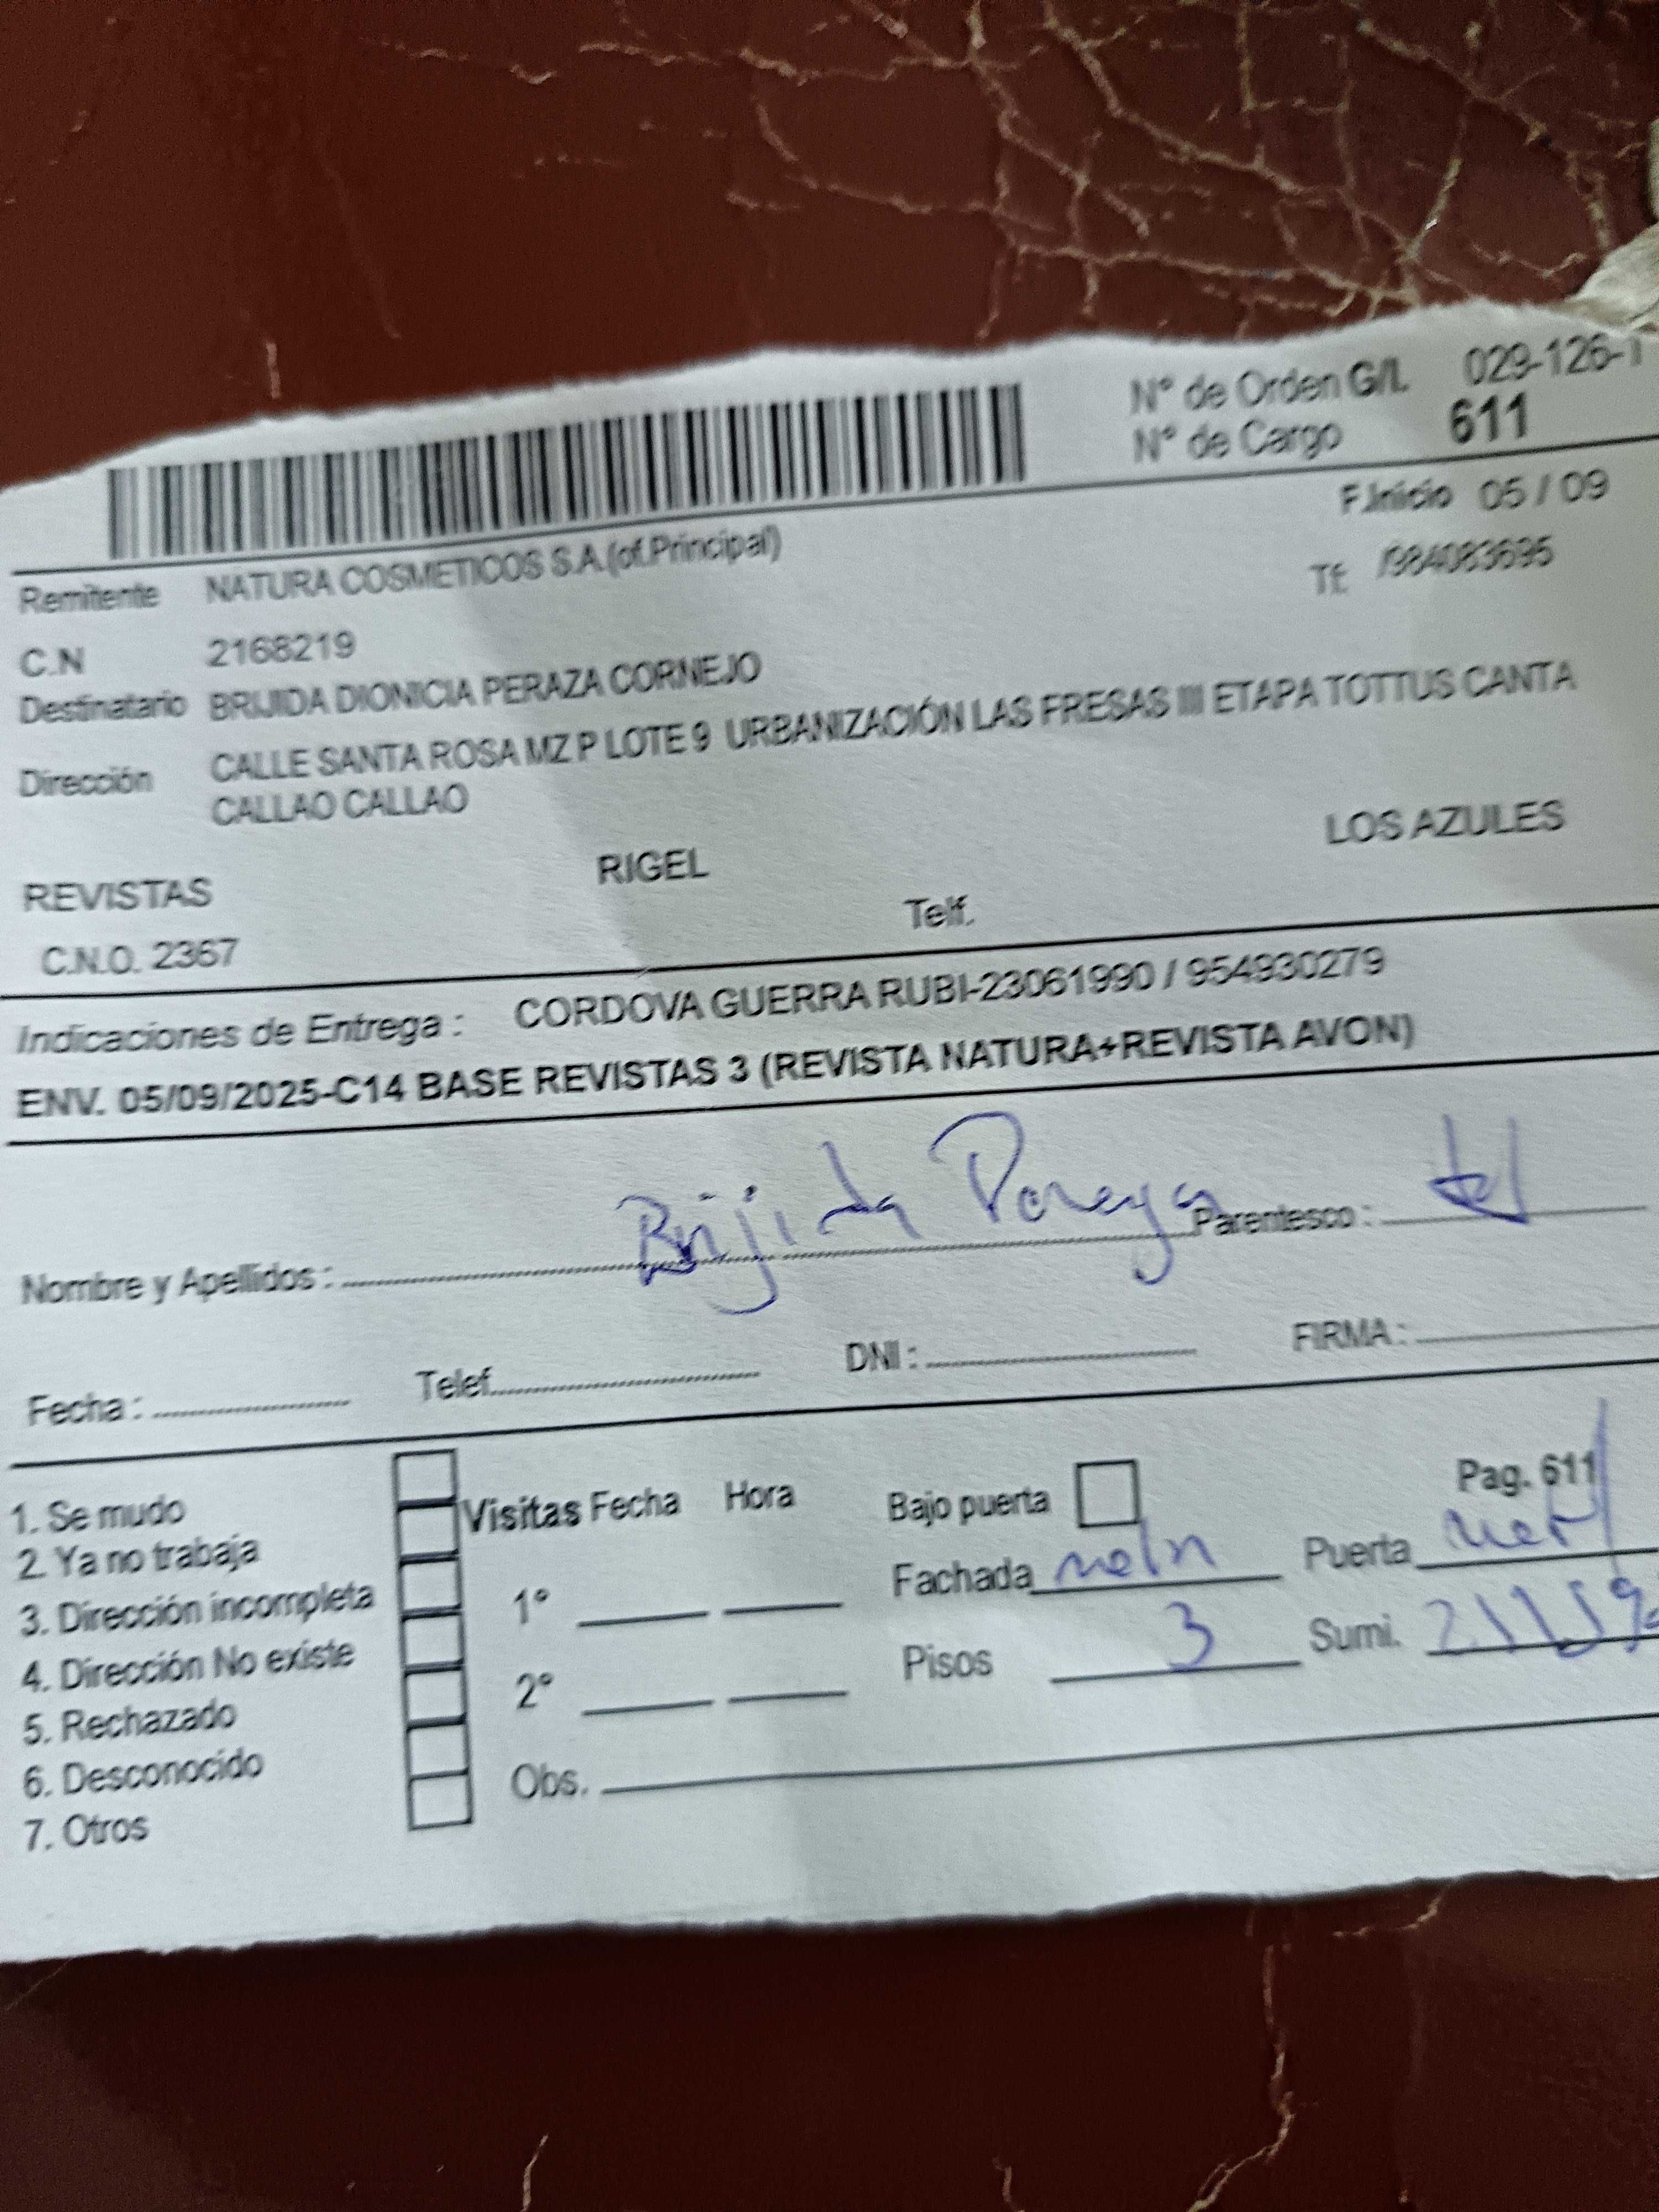 Nº de Orden G/L 029-126-1
Nº de Cargo 611
F.Inicio 05 / 09
Remitente NATURA COSMETICOS S.A.(of.Principal)
Tf. /984083695
C.N 2168219
Destinatario BRIJIDA DIONICIA PERAZA CORNEJO
Dirección CALLE SANTA ROSA MZ P LOTE 9 URBANIZACIÓN LAS FRESAS III ETAPA TOTTUS CANTA
CALLAO CALLAO
REVISTAS RIGEL LOS AZULES
C.N.O. 2367 Telf.
Indicaciones de Entrega : CORDOVA GUERRA RUBI-23061990 / 954930279
ENV. 05/09/2025-C14 BASE REVISTAS 3 (REVISTA NATURA+REVISTA AVON)
Nombre y Apellidos : Brijida Parentesco :
Fecha : Telef. DNI : FIRMA :
1. Se mudo
2. Ya no trabaja
3. Dirección incompleta
4. Dirección No existe
5. Rechazado
6. Desconocido
7. Otros
Visitas Fecha Hora
1°
2°
Obs.
Bajo puerta Pag. 611
Fachada Puerta
Pisos 3 Sumi.